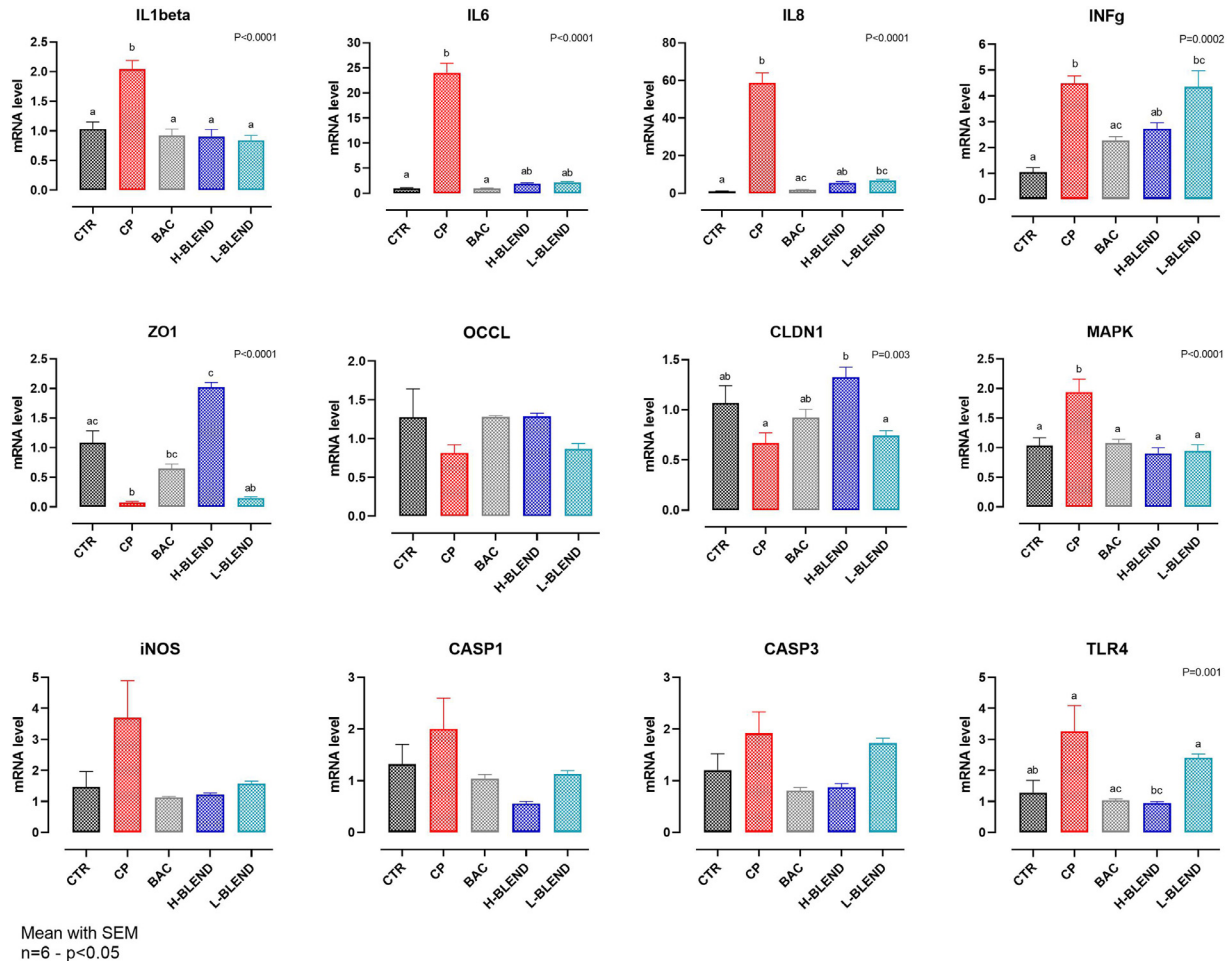 IL1beta
P<0.0001
mRNA level
2.5
2.0
1.5
1.0
0.5
0.0
a b a a a
CTR CP BAC H-BLEND L-BLEND
IL6
P<0.0001
mRNA level
30
25
20
15
10
5
0
a b a ab ab
CTR CP BAC H-BLEND L-BLEND
IL8
P<0.0001
mRNA level
80
60
40
20
0
a b ac ab bc
CTR CP BAC H-BLEND L-BLEND
INFg
P=0.0002
mRNA level
6
5
4
3
2
1
0
a b ac ab bc
CTR CP BAC H-BLEND L-BLEND
ZO1
P<0.0001
mRNA level
2.5
2.0
1.5
1.0
0.5
0.0
ac b bc c ab
CTR CP BAC H-BLEND L-BLEND
OCCL
mRNA level
2.0
1.5
1.0
0.5
0.0
CTR CP BAC H-BLEND L-BLEND
CLDN1
P=0.003
mRNA level
1.5
1.0
0.5
0.0
ab a ab b a
CTR CP BAC H-BLEND L-BLEND
MAPK
P<0.0001
mRNA level
2.5
2.0
1.5
1.0
0.5
0.0
a b a a a
CTR CP BAC H-BLEND L-BLEND
iNOS
mRNA level
5
4
3
2
1
0
CTR CP BAC H-BLEND L-BLEND
CASP1
mRNA level
3
2
1
0
CTR CP BAC H-BLEND L-BLEND
CASP3
mRNA level
3
2
1
0
CTR CP BAC H-BLEND L-BLEND
TLR4
P=0.001
mRNA level
5
4
3
2
1
0
ab a ac bc a
CTR CP BAC H-BLEND L-BLEND
Mean with SEM
n=6 - p<0.05